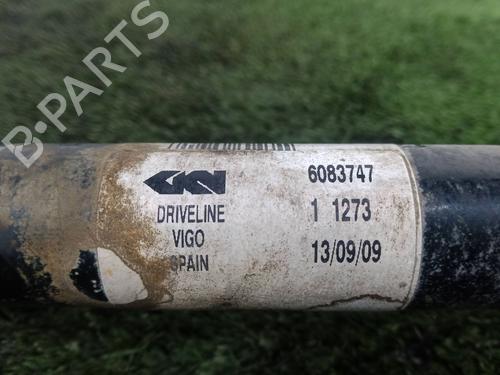 B-PARTS
GKN
DRIVELINE
VIGO
SPAIN
6083747
1 1273
13/09/09